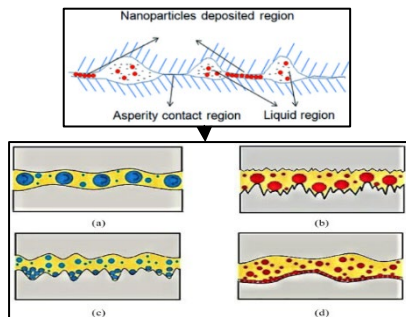 Nanoparticles deposited region
Asperity contact region
Liquid region
(a)
(b)
(c)
(d)